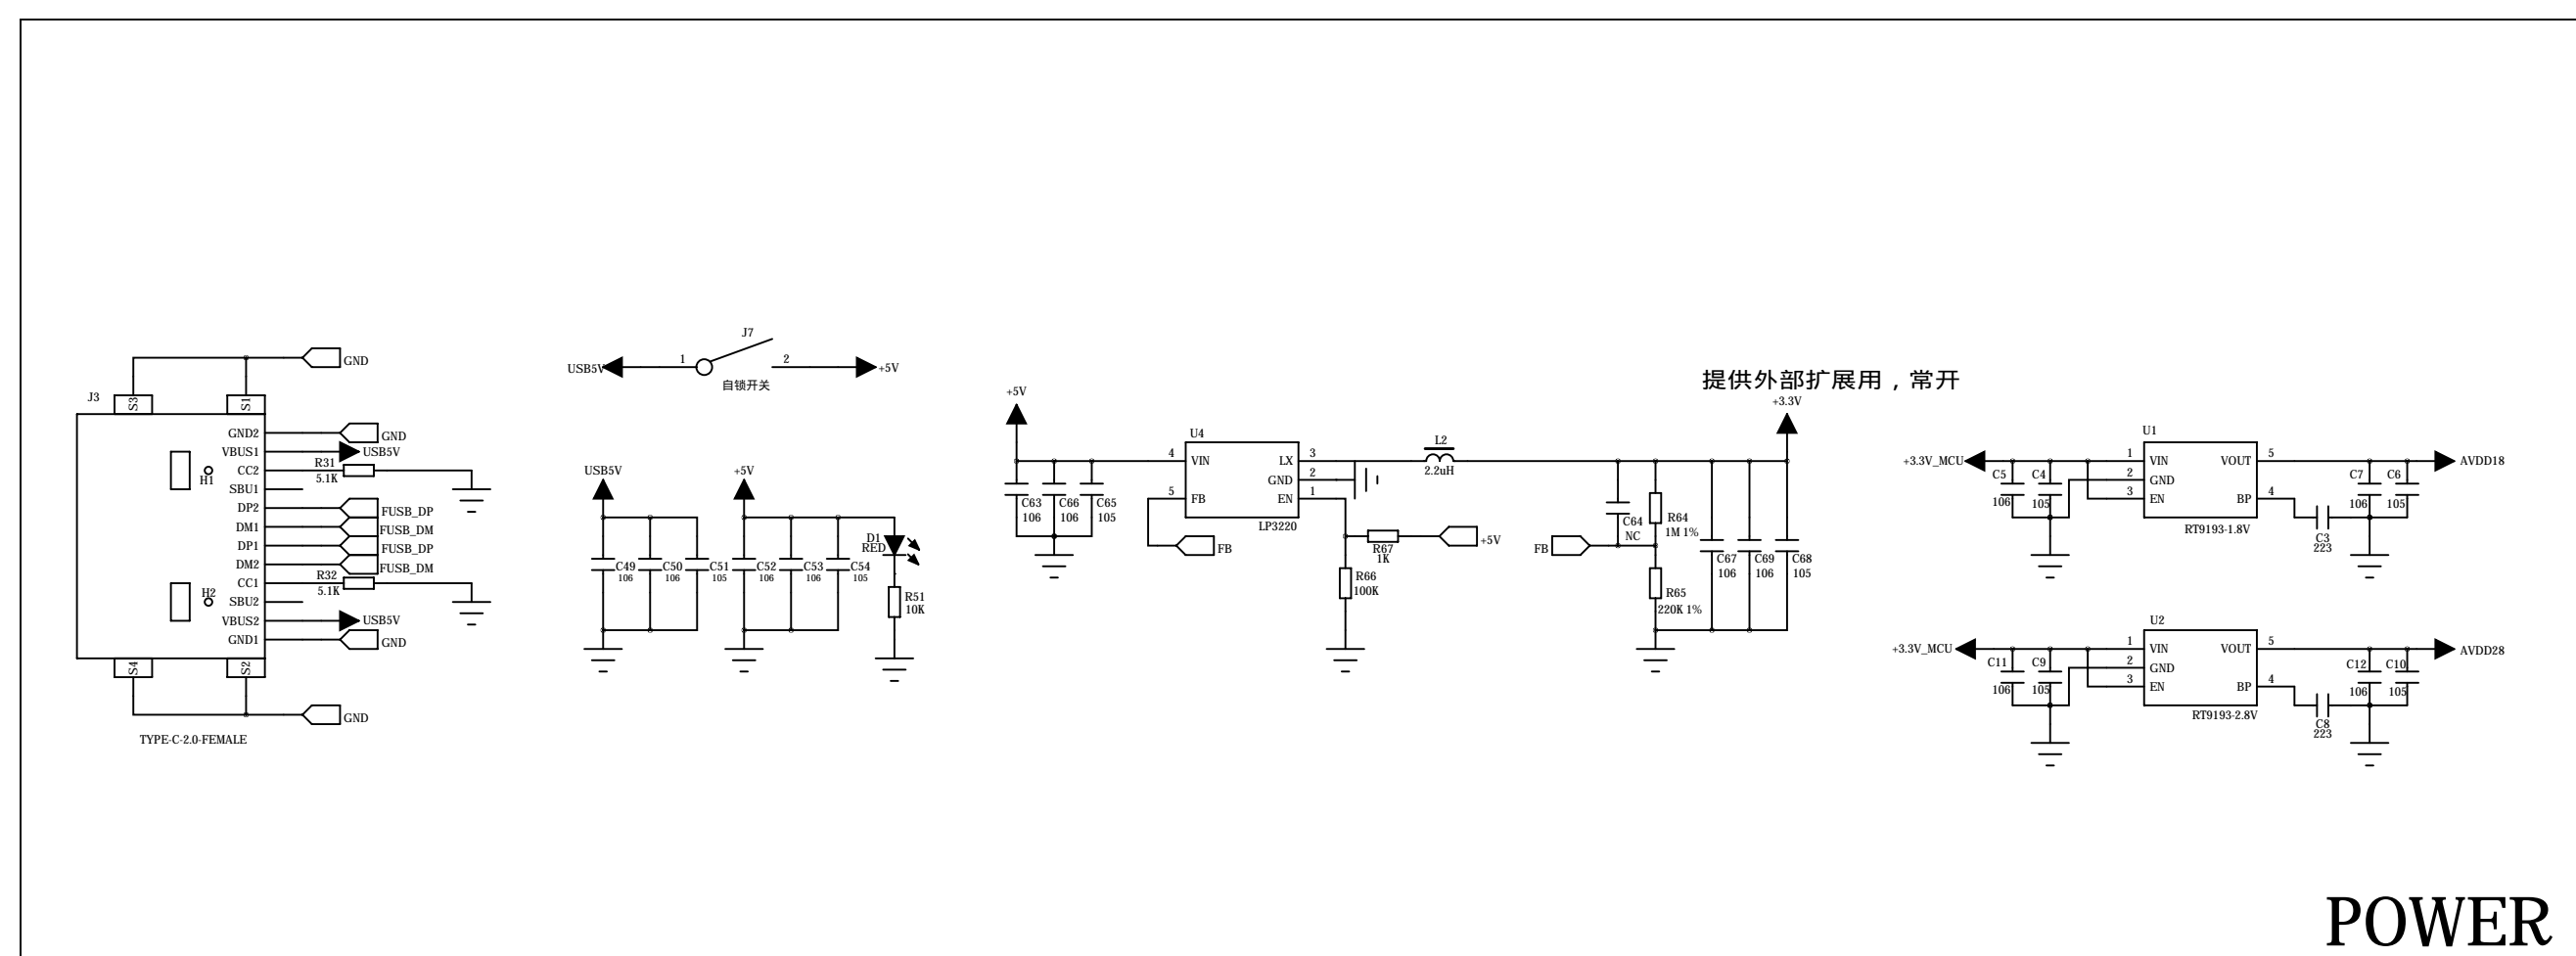 J3
S3
S1
GND
GND2
GND
VBUS1
USB5V
CC2
R31
5.1K
H1
SBU1
DP2
FUSB_DP
DM1
FUSB_DM
DP1
FUSB_DP
DM2
FUSB_DM
CC1
R32
5.1K
H2
SBU2
VBUS2
USB5V
GND1
GND
S4
S2
GND
TYPE-C-2.0-FEMALE
J7
USB5V
1
2
+5V
自锁开关
USB5V
C49
106
C50
106
C51
105
+5V
C52
106
C53
106
C54
105
D1
RED
R51
10K
+5V
C63
106
C66
106
C65
105
U4
4
VIN
LX
3
GND
2
5
FB
EN
1
LP3220
FB
R67
1K
+5V
R66
100K
L2
2.2uH
提供外部扩展用，常开
+3.3V
C64
NC
R64
1M 1%
FB
R65
220K 1%
C67
106
C69
106
C68
105
U1
+3.3V_MCU
C5
106
C4
105
1
VIN
VOUT
5
2
GND
3
EN
BP
4
RT9193-1.8V
C3
223
C7
106
C6
105
AVDD18
U2
+3.3V_MCU
C11
106
C9
105
1
VIN
VOUT
5
2
GND
3
EN
BP
4
RT9193-2.8V
C8
223
C12
106
C10
105
AVDD28
POWER